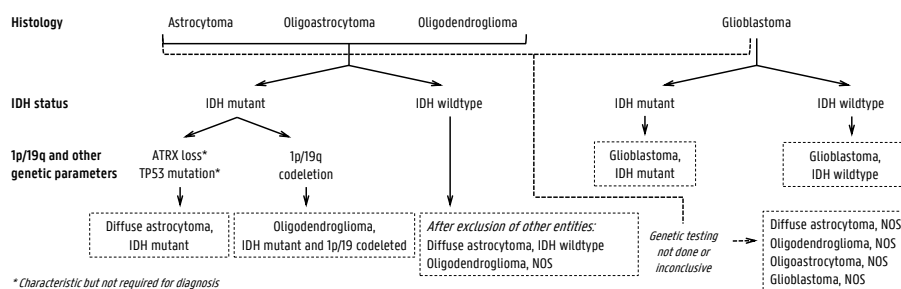 Histology
Astrocytoma
Oligoastrocytoma
Oligodendroglioma
Glioblastoma
IDH status
IDH mutant
IDH wildtype
IDH mutant
IDH wildtype
1p/19q and other
genetic parameters
ATRX loss*
TP53 mutation*
1p/19q
codeletion
Glioblastoma,
IDH mutant
Glioblastoma,
IDH wildtype
Diffuse astrocytoma,
IDH mutant
Oligodendroglioma,
IDH mutant and 1p/19 codeleted
After exclusion of other entities:
Diffuse astrocytoma, IDH wildtype
Oligodendroglioma, NOS
Genetic testing
not done or
inconclusive
Diffuse astrocytoma, NOS
Oligodendroglioma, NOS
Oligoastrocytoma, NOS
Glioblastoma, NOS
* Characteristic but not required for diagnosis